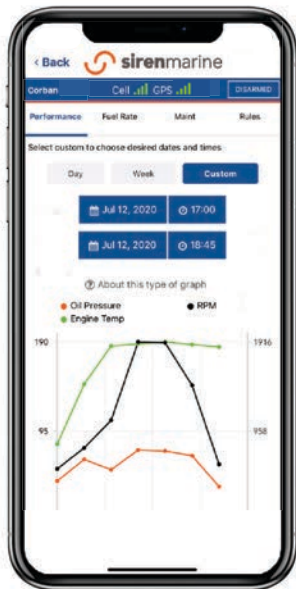 < Back sirenmarine
Corban Cell GPS DISARMED
Performance Fuel Rate Maint Rules
Select custom to choose desired dates and times
Day Week Custom
Jul 12, 2020 17:00
Jul 12, 2020 18:45
? About this type of graph
Oil Pressure RPM
Engine Temp
190 1916
95 958